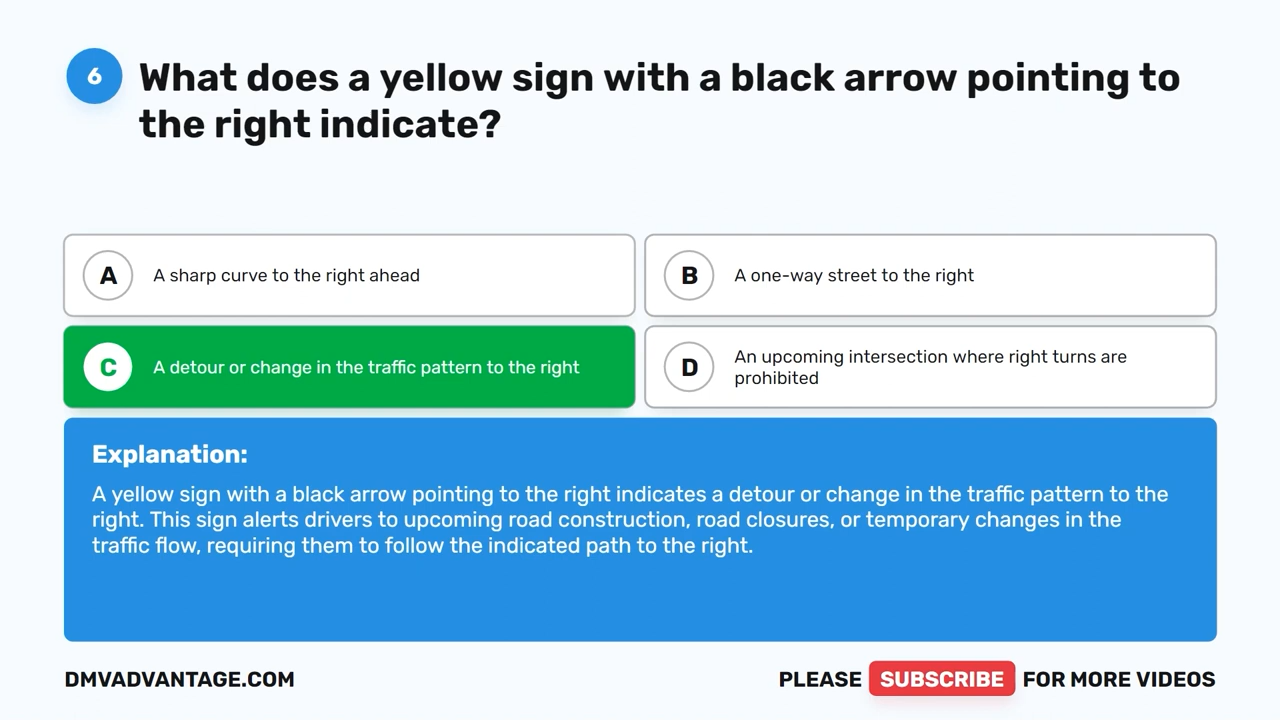 6
What does a yellow sign with a black arrow pointing to
the right indicate?
A
A sharp curve to the right ahead
B
A one-way street to the right
C
A detour or change in the traffic pattern to the right
D
An upcoming intersection where right turns are
prohibited
Explanation:
A yellow sign with a black arrow pointing to the right indicates a detour or change in the traffic pattern to the
right. This sign alerts drivers to upcoming road construction, road closures, or temporary changes in the
traffic flow, requiring them to follow the indicated path to the right.
DMVADVANTAGE.COM
PLEASE SUBSCRIBE FOR MORE VIDEOS